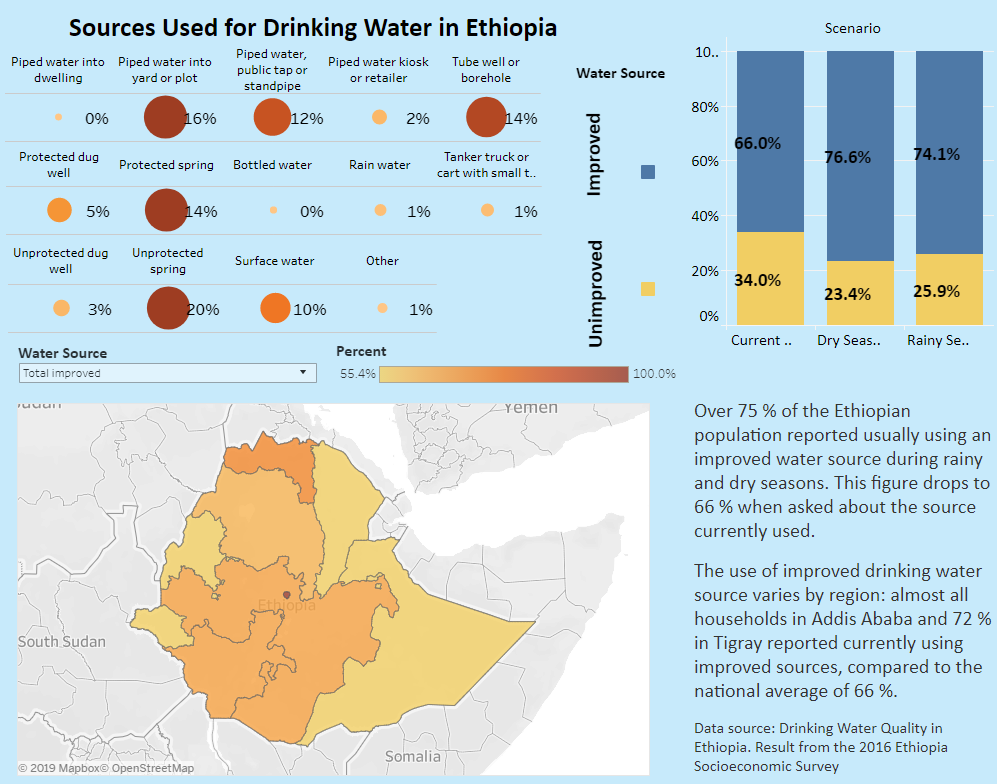 Sources Used for Drinking Water in Ethiopia
Piped water into
dwelling
Piped water into
yard or plot
Piped water,
public tap or
standpipe
Piped water kiosk
or retailer
Tube well or
borehole
0%
16%
12%
2%
14%
Protected dug
well
Protected spring
Bottled water
Rain water
Tanker truck or
cart with small t..
5%
14%
0%
1%
1%
Unprotected dug
well
Unprotected
spring
Surface water
Other
3%
20%
10%
1%
Water Source
Improved
Unimproved
Scenario
10..
80%
60%
40%
20%
0%
66.0%
76.6%
74.1%
34.0%
23.4%
25.9%
Current ..
Dry Seas..
Rainy Se..
Water Source
Total improved
Percent
55.4%
100.0%
Sudan
Yemen
Ethiopia
South Sudan
Somalia
© 2019 Mapbox© OpenStreetMap
Over 75 % of the Ethiopian
population reported usually using an
improved water source during rainy
and dry seasons. This figure drops to
66 % when asked about the source
currently used.
The use of improved drinking water
source varies by region: almost all
households in Addis Ababa and 72 %
in Tigray reported currently using
improved sources, compared to the
national average of 66 %.
Data source: Drinking Water Quality in
Ethiopia. Result from the 2016 Ethiopia
Socioeconomic Survey